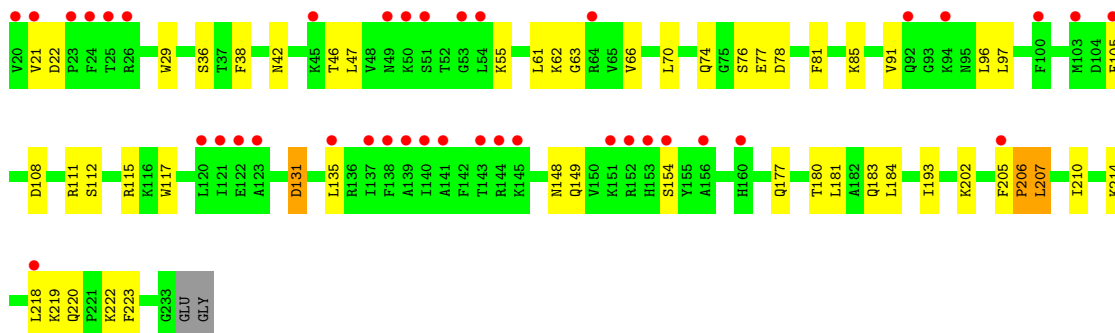 V20 V21 D22 P23 F24 T25 R26 W29 S36 T37 F38 N42 K45 T46 L47 V48 N49 K50 S51 T52 G53 L54 K55 L61 K62 G63 R64 V65 V66 L70 Q74 G75 S76 E77 D78 F81 K85 V91 Q92 G93 K94 N95 L96 L97 F100 M103 D104
D108 R111 S112 R115 K116 W117 L120 I121 E122 A123 D131 L135 R136 I137 F138 A139 I140 A141 F142 T143 R144 K145 N148 Q149 V150 K151 R152 H153 S154 Y155 A156 H160 Q177 T180 L181 A182 Q183 L184 I193 K202 F205 P206 L207 I210
L218 K219 Q220 P221 K222 F223 G233 GLU GLY